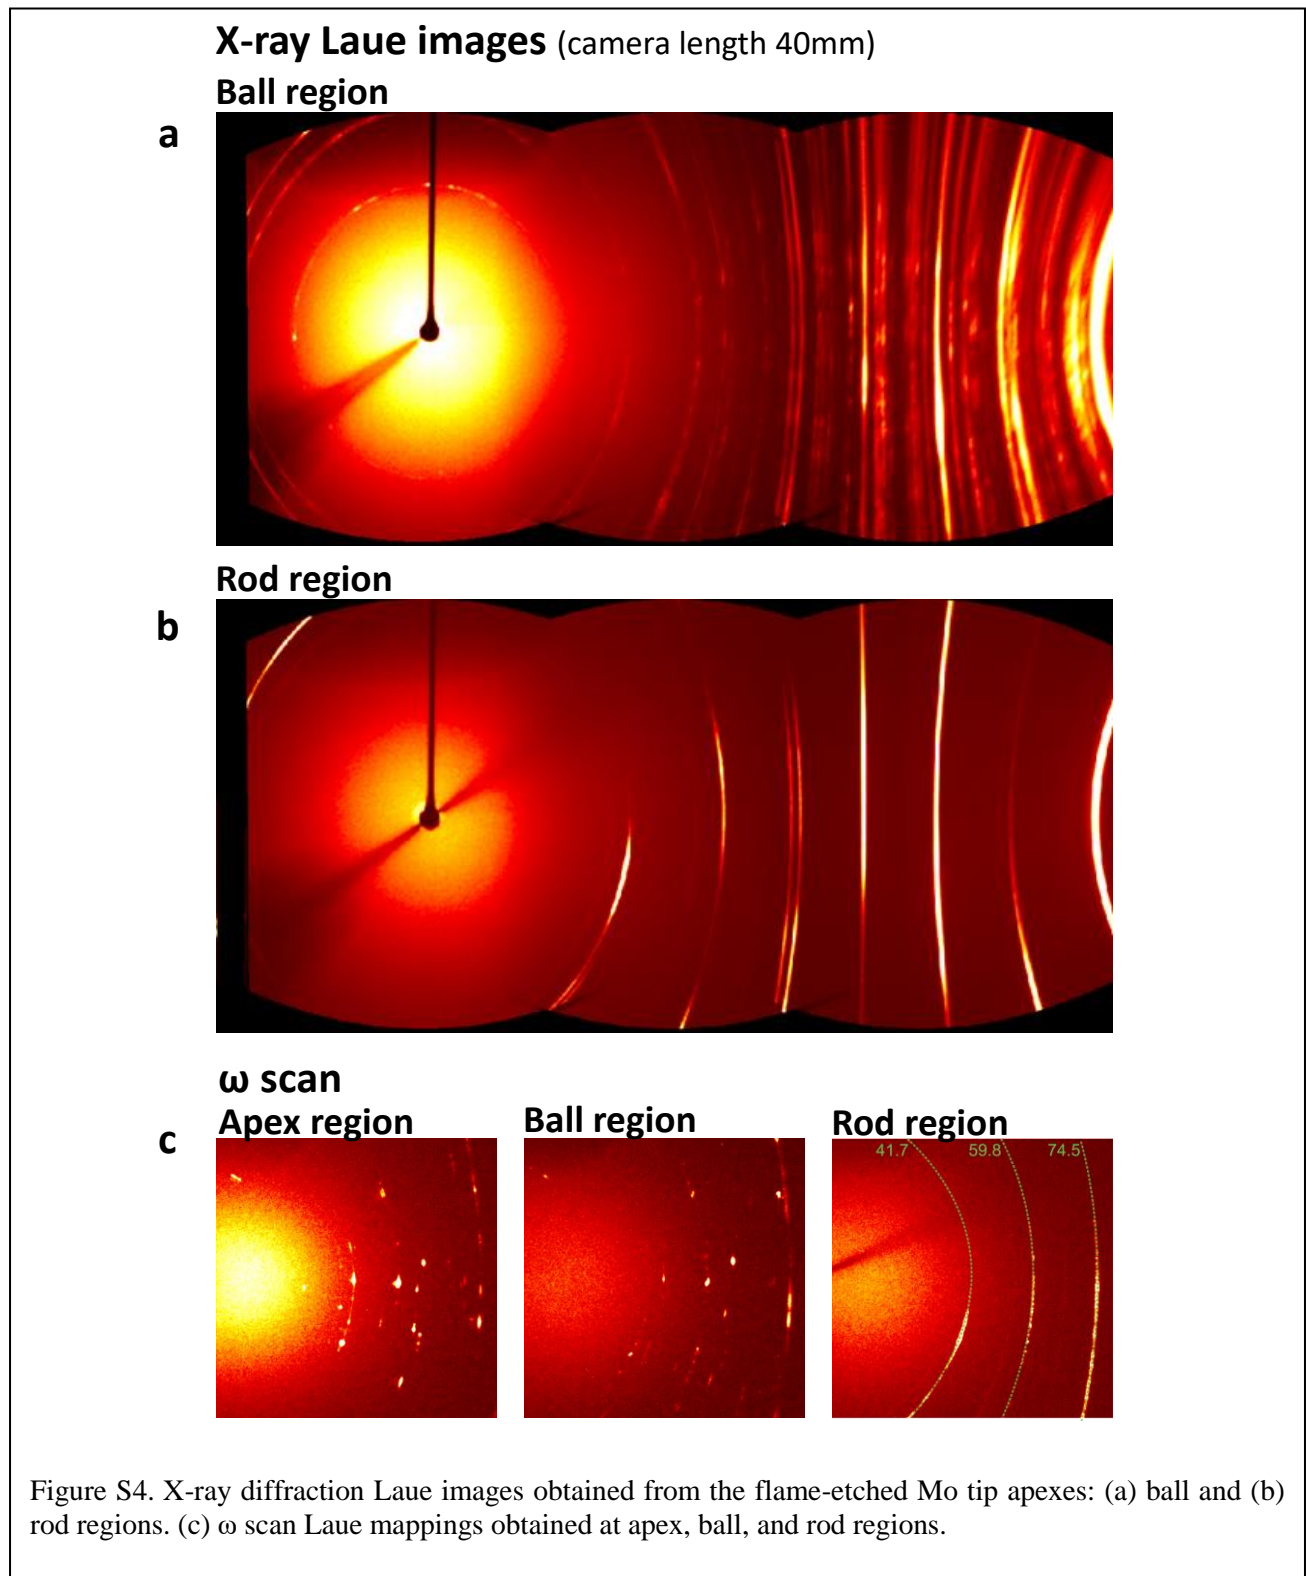 X-ray Laue images (camera length 40mm)
Ball region
a
Rod region
b
ω scan
Apex region
Ball region
Rod region
c
41.7
59.8
74.5
Figure S4. X-ray diffraction Laue images obtained from the flame-etched Mo tip apexes: (a) ball and (b)
rod regions. (c) ω scan Laue mappings obtained at apex, ball, and rod regions.